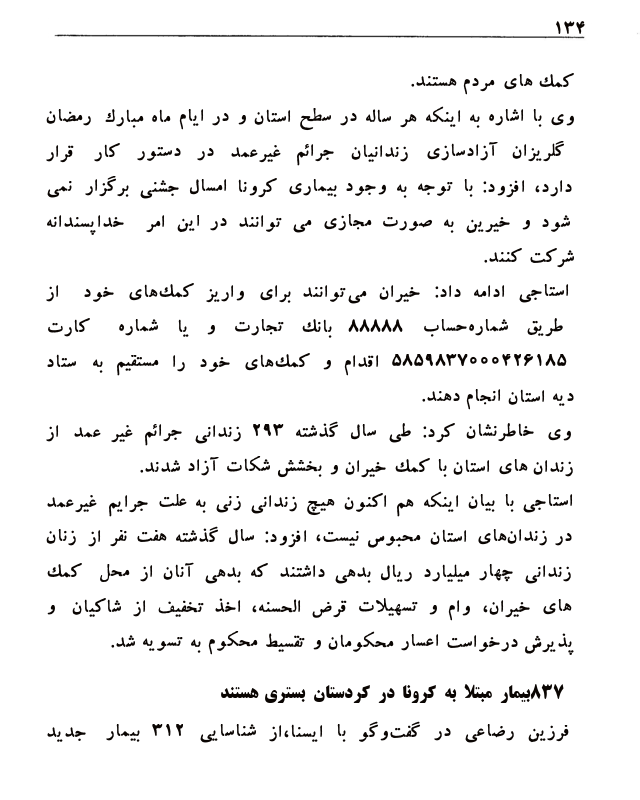 ۱۳۴
کمك های مردم هستند.
وی با اشاره به اینکه هر ساله در سطح استان و در ایام ماه مبارك رمضان
گلریزان آزادسازی زندانیان جرائم غیرعمد در دستور کار قرار
دارد، افزود: با توجه به وجود بیماری کرونا امسال جشنی برگزار نمی
شود و خیرین به صورت مجازی می توانند در این امر خداپسندانه
شرکت کنند.
استاجی ادامه داد: خیران می‌توانند برای واریز کمك‌های خود از
طریق شماره‌حساب ۸۸۸۸۸ بانك تجارت و یا شماره کارت
۵۸۵۹۸۳۷۰۰۰۴۲۶۱۸۵ اقدام و کمك‌های خود را مستقیم به ستاد
دیه استان انجام دهند.
وی خاطرنشان کرد: طی سال گذشته ۲۹۳ زندانی جرائم غیر عمد از
زندان های استان با کمك خیران و بخشش شکات آزاد شدند.
استاجی با بیان اینکه هم اکنون هیچ زندانی زنی به علت جرایم غیرعمد
در زندان‌های استان محبوس نیست، افزود: سال گذشته هفت نفر از زنان
زندانی چهار میلیارد ریال بدهی داشتند که بدهی آنان از محل کمك
های خیران، وام و تسهیلات قرض الحسنه، اخذ تخفیف از شاکیان و
پذیرش درخواست اعسار محکومان و تقسیط محکوم به تسویه شد.
۸۳۷بیمار مبتلا به کرونا در کردستان بستری هستند
فرزین رضاعی در گفت‌وگو با ایسنا،از شناسایی ۳۱۲ بیمار جدید